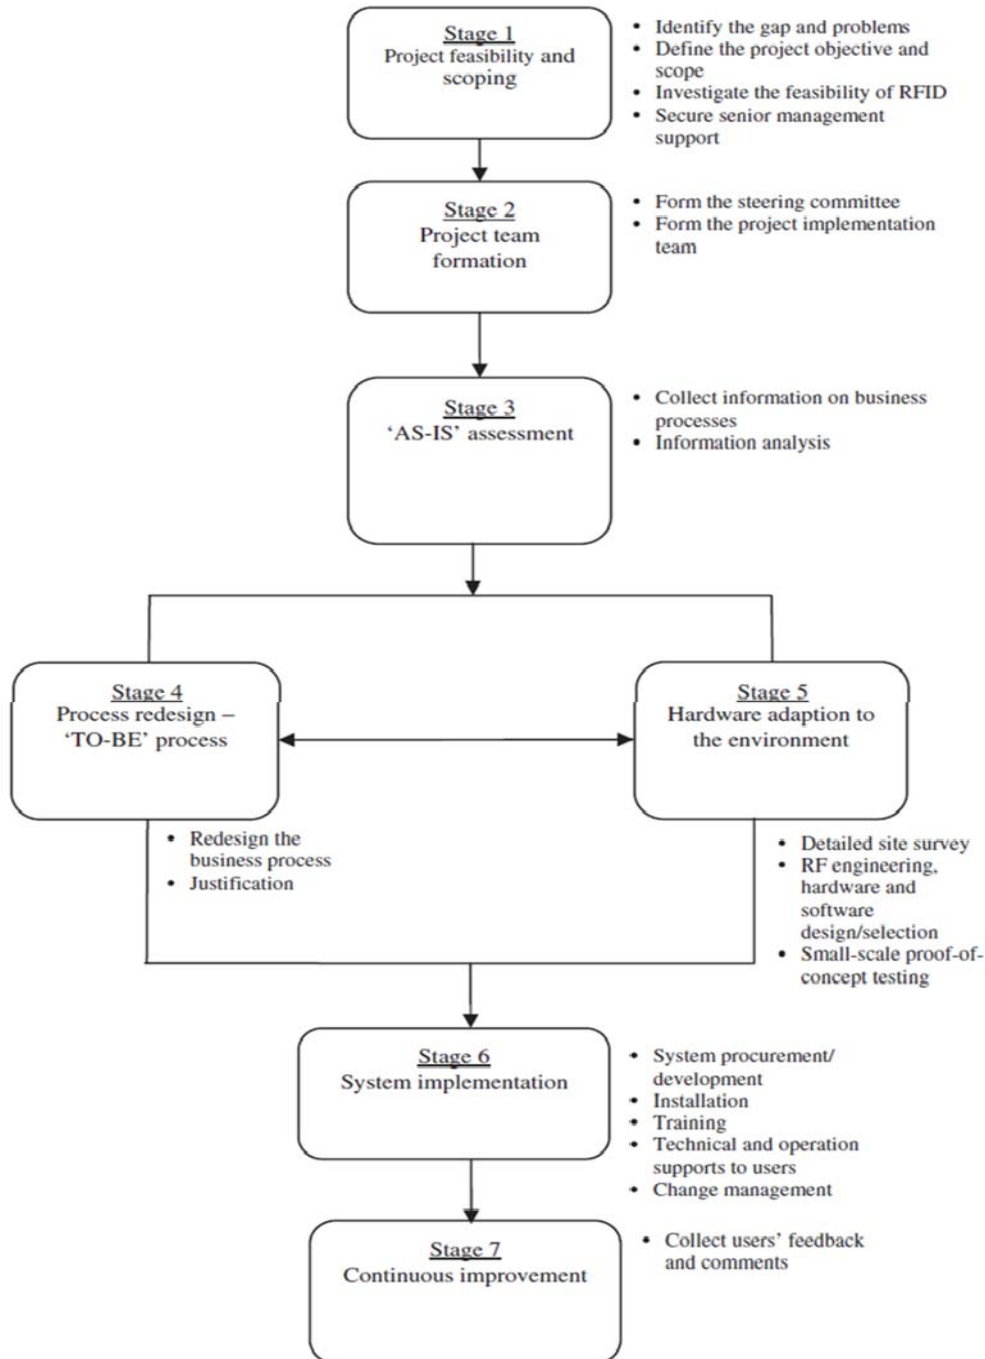 Stage 1
Project feasibility and
scoping
• Identify the gap and problems
• Define the project objective and
scope
• Investigate the feasibility of RFID
• Secure senior management
support
Stage 2
Project team
formation
• Form the steering committee
• Form the project implementation
team
Stage 3
‘AS-IS’ assessment
• Collect information on business
processes
• Information analysis
Stage 4
Process redesign –
‘TO-BE’ process
• Redesign the
business process
• Justification
Stage 5
Hardware adaption to
the environment
• Detailed site survey
• RF engineering,
hardware and
software
design/selection
• Small-scale proof-of-
concept testing
Stage 6
System implementation
• System procurement/
development
• Installation
• Training
• Technical and operation
supports to users
• Change management
Stage 7
Continuous improvement
• Collect users’ feedback
and comments